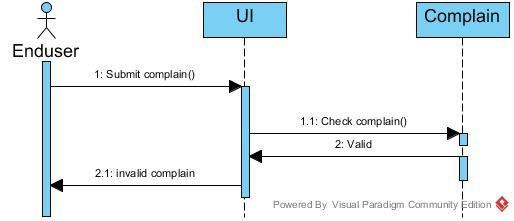 UI
Complain
Enduser
1: Submit complain()
1.1: Check complain()
2: Valid
2.1: invalid complain
Powered By Visual Paradigm Community Edition